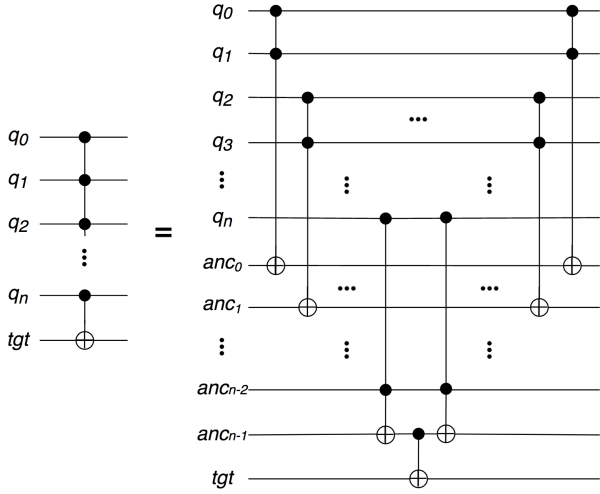 q₀
q₁
q₂
⋮
qₙ
tgt
=
q₀
q₁
q₂
...
q₃
⋮ ⋮ ⋮
qₙ
anc₀
... ...
anc₁
⋮ ⋮ ⋮
ancₙ₋₂
ancₙ₋₁
tgt